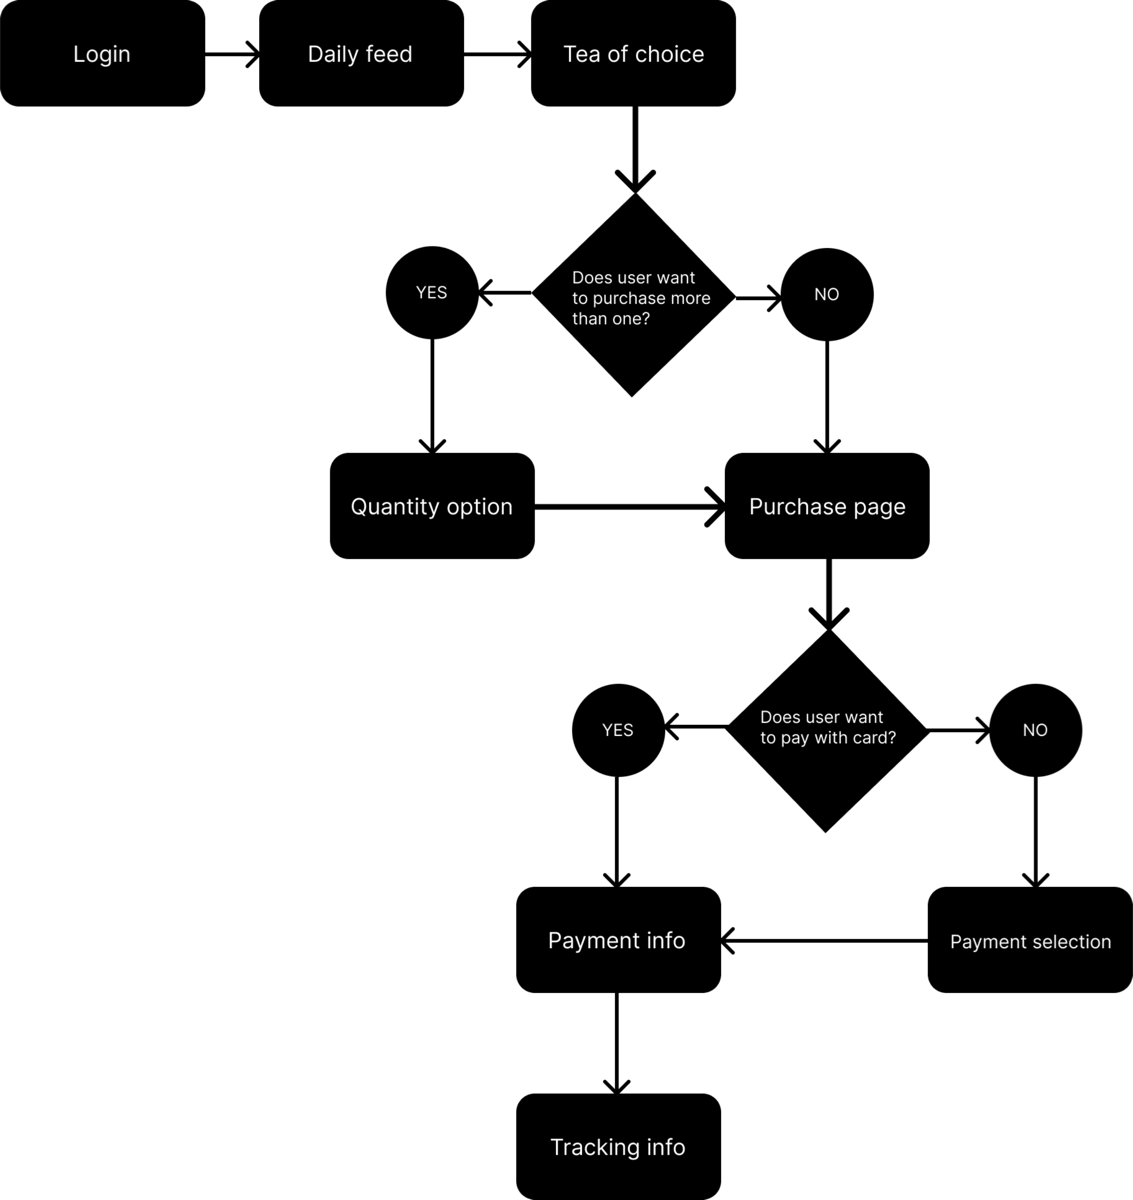 Login
Daily feed
Tea of choice
Does user want
to purchase more
than one?
YES
NO
Quantity option
Purchase page
Does user want
to pay with card?
YES
NO
Payment info
Payment selection
Tracking info